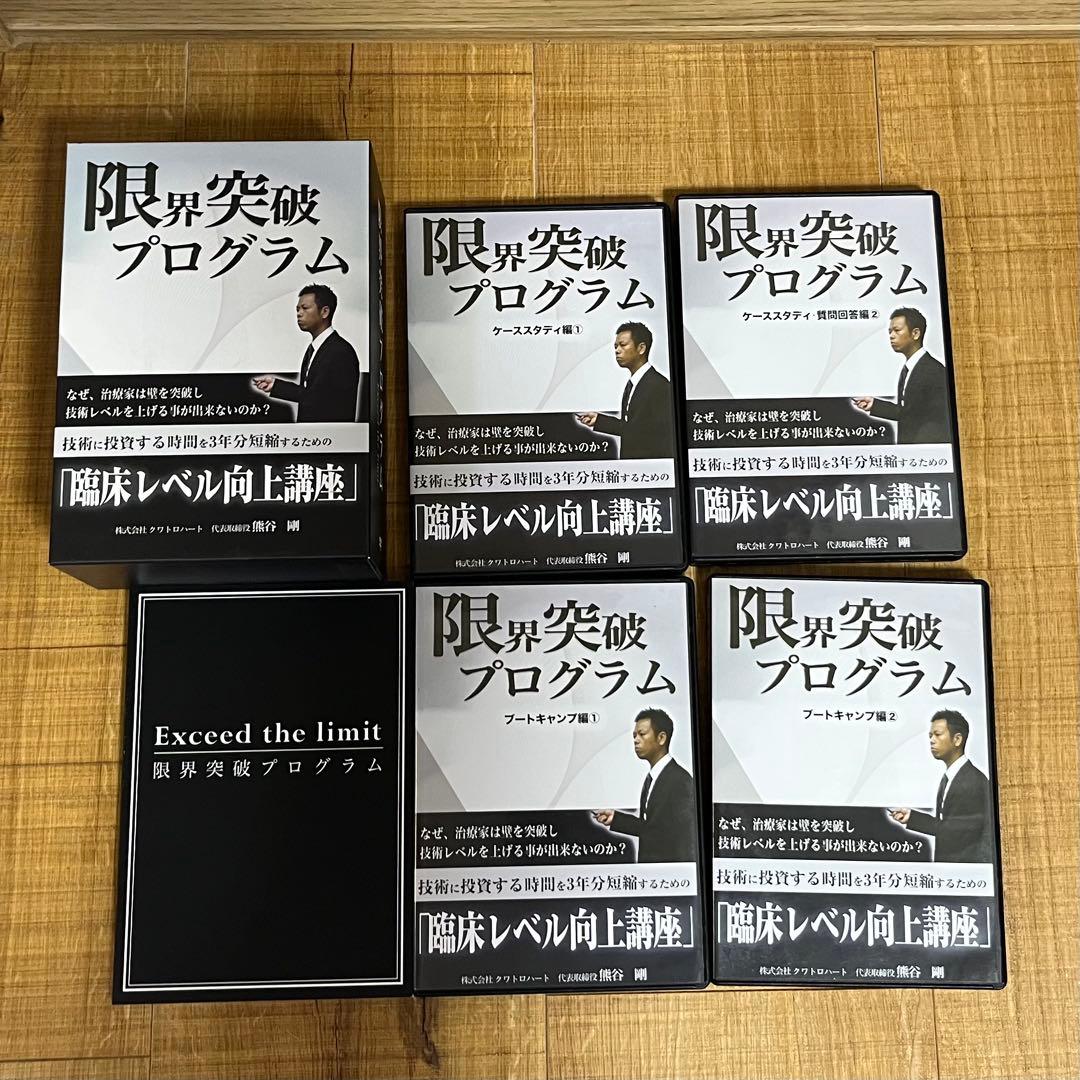 限界突破
プログラム
なぜ、治療家は壁を突破し
技術レベルを上げる事が出来ないのか?
技術に投資する時間を3年分短縮するための
「臨床レベル向上講座」
株式会社 クワトロハート 代表取締役 熊谷 剛
限界突破
プログラム
ケーススタディ編①
なぜ、治療家は壁を突破し
技術レベルを上げる事が出来ないのか?
技術に投資する時間を3年分短縮するための
「臨床レベル向上講座」
株式会社 クワトロハート 代表取締役 熊谷 剛
限界突破
プログラム
ケーススタディ・質問回答編②
なぜ、治療家は壁を突破し
技術レベルを上げる事が出来ないのか?
技術に投資する時間を3年分短縮するための
「臨床レベル向上講座」
株式会社 クワトロハート 代表取締役 熊谷 剛
Exceed the limit
限界突破プログラム
限界突破
プログラム
ブートキャンプ編①
なぜ、治療家は壁を突破し
技術レベルを上げる事が出来ないのか?
技術に投資する時間を3年分短縮するための
「臨床レベル向上講座」
株式会社 クワトロハート 代表取締役 熊谷 剛
限界突破
プログラム
ブートキャンプ編②
なぜ、治療家は壁を突破し
技術レベルを上げる事が出来ないのか?
技術に投資する時間を3年分短縮するための
「臨床レベル向上講座」
株式会社 クワトロハート 代表取締役 熊谷 剛